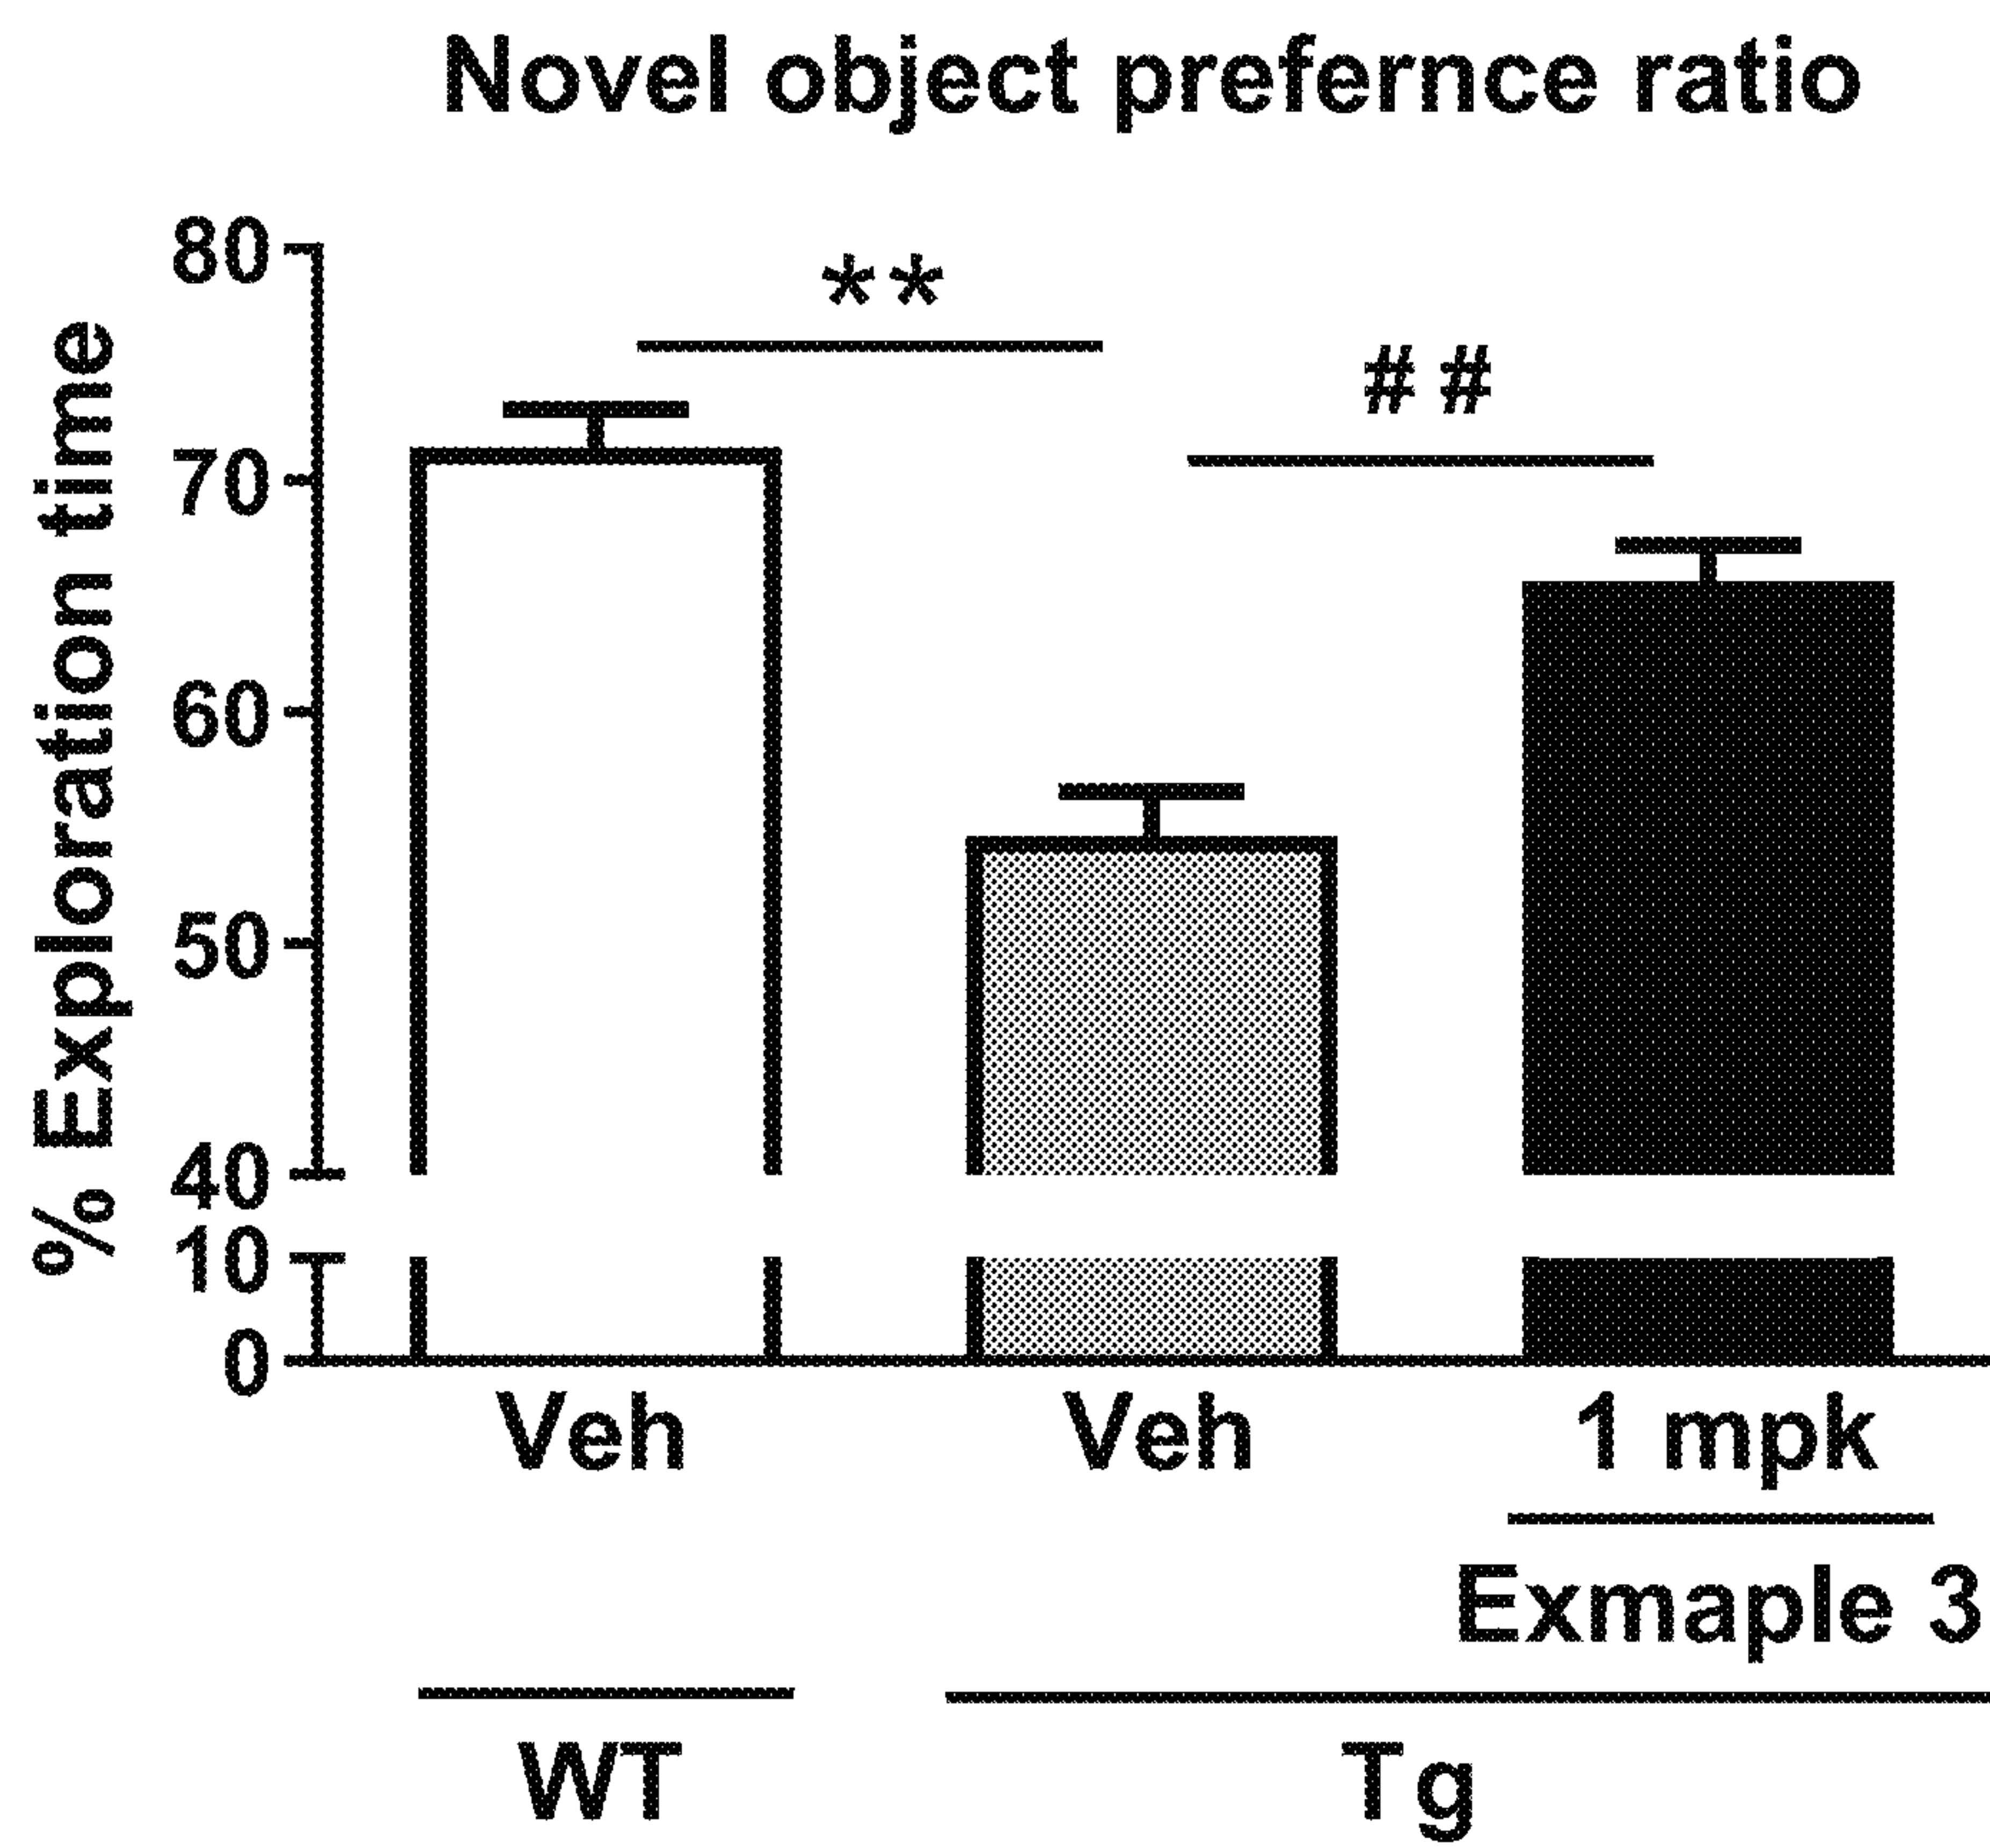 Novel object prefernce ratio
% Exploration time
80
**
##
70
60
50
40
10
0
Veh Veh 1 mpk
Exmaple 3
WT Tg